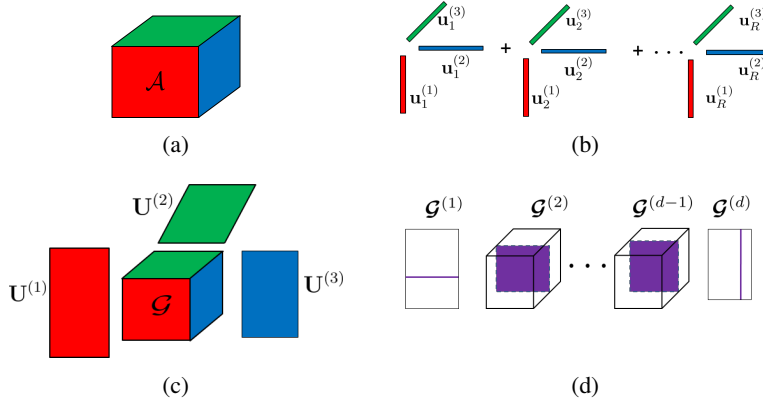 𝓐
(a)
u₁⁽³⁾ u₂⁽³⁾ u_R⁽³⁾
+ + · · ·
u₁⁽²⁾ u₂⁽²⁾ u_R⁽²⁾
u₁⁽¹⁾ u₂⁽¹⁾ u_R⁽¹⁾
(b)
U⁽²⁾
U⁽¹⁾ 𝓖 U⁽³⁾
(c)
𝓖⁽¹⁾ 𝓖⁽²⁾ 𝓖⁽ᵈ⁻¹⁾ 𝓖⁽ᵈ⁾
· · ·
(d)